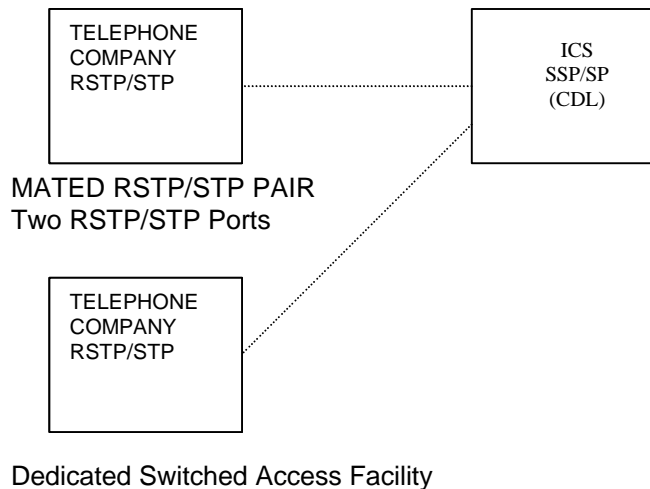 TELEPHONE
COMPANY
RSTP/STP
ICS
SSP/SP
(CDL)
MATED RSTP/STP PAIR
Two RSTP/STP Ports
TELEPHONE
COMPANY
RSTP/STP
Dedicated Switched Access Facility